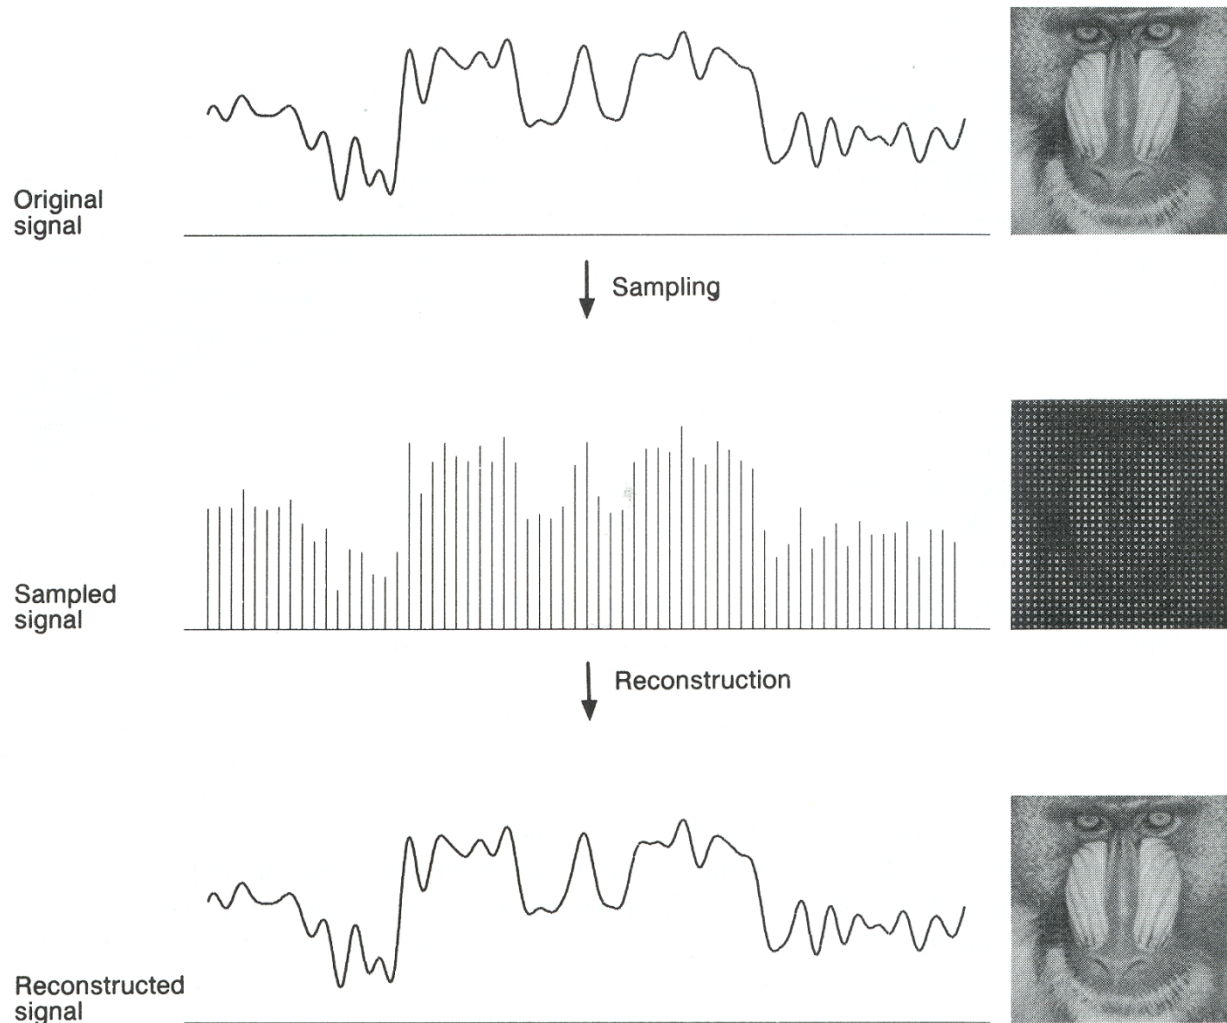 Original
signal
Sampling
Sampled
signal
Reconstruction
Reconstructed
signal